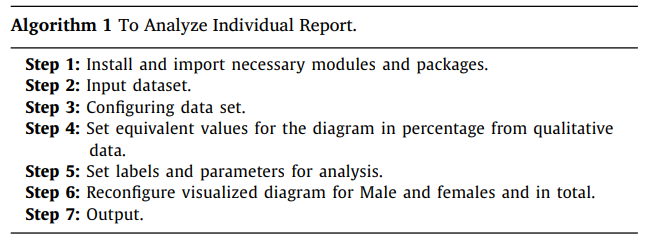 Algorithm 1 To Analyze Individual Report.
Step 1: Install and import necessary modules and packages.
Step 2: Input dataset.
Step 3: Configuring data set.
Step 4: Set equivalent values for the diagram in percentage from qualitative
data.
Step 5: Set labels and parameters for analysis.
Step 6: Reconfigure visualized diagram for Male and females and in total.
Step 7: Output.